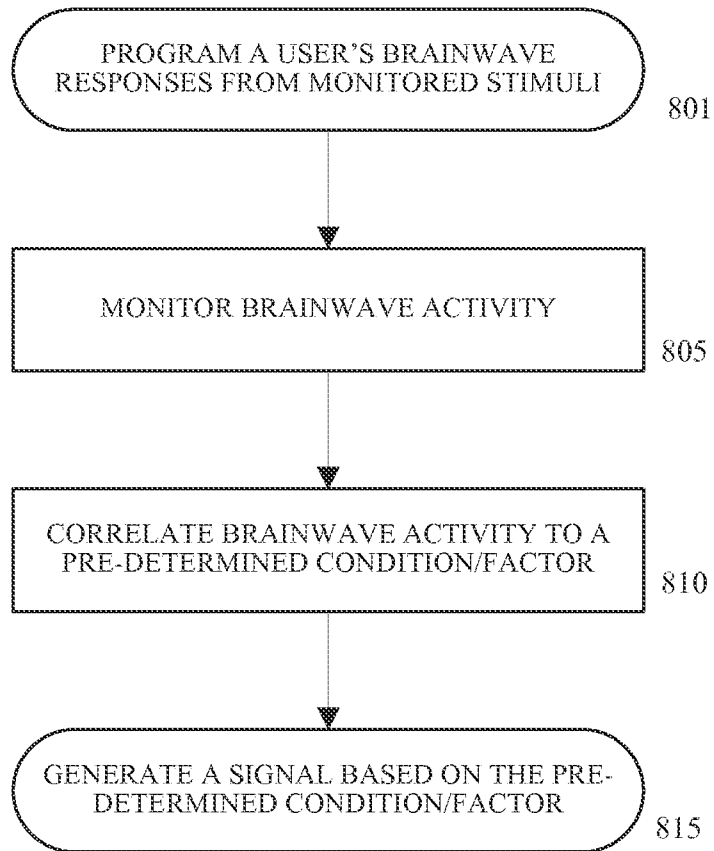 PROGRAM A USER'S BRAINWAVE
RESPONSES FROM MONITORED STIMULI
801
MONITOR BRAINWAVE ACTIVITY
805
CORRELATE BRAINWAVE ACTIVITY TO A
PRE-DETERMINED CONDITION/FACTOR
810
GENERATE A SIGNAL BASED ON THE PRE-
DETERMINED CONDITION/FACTOR
815